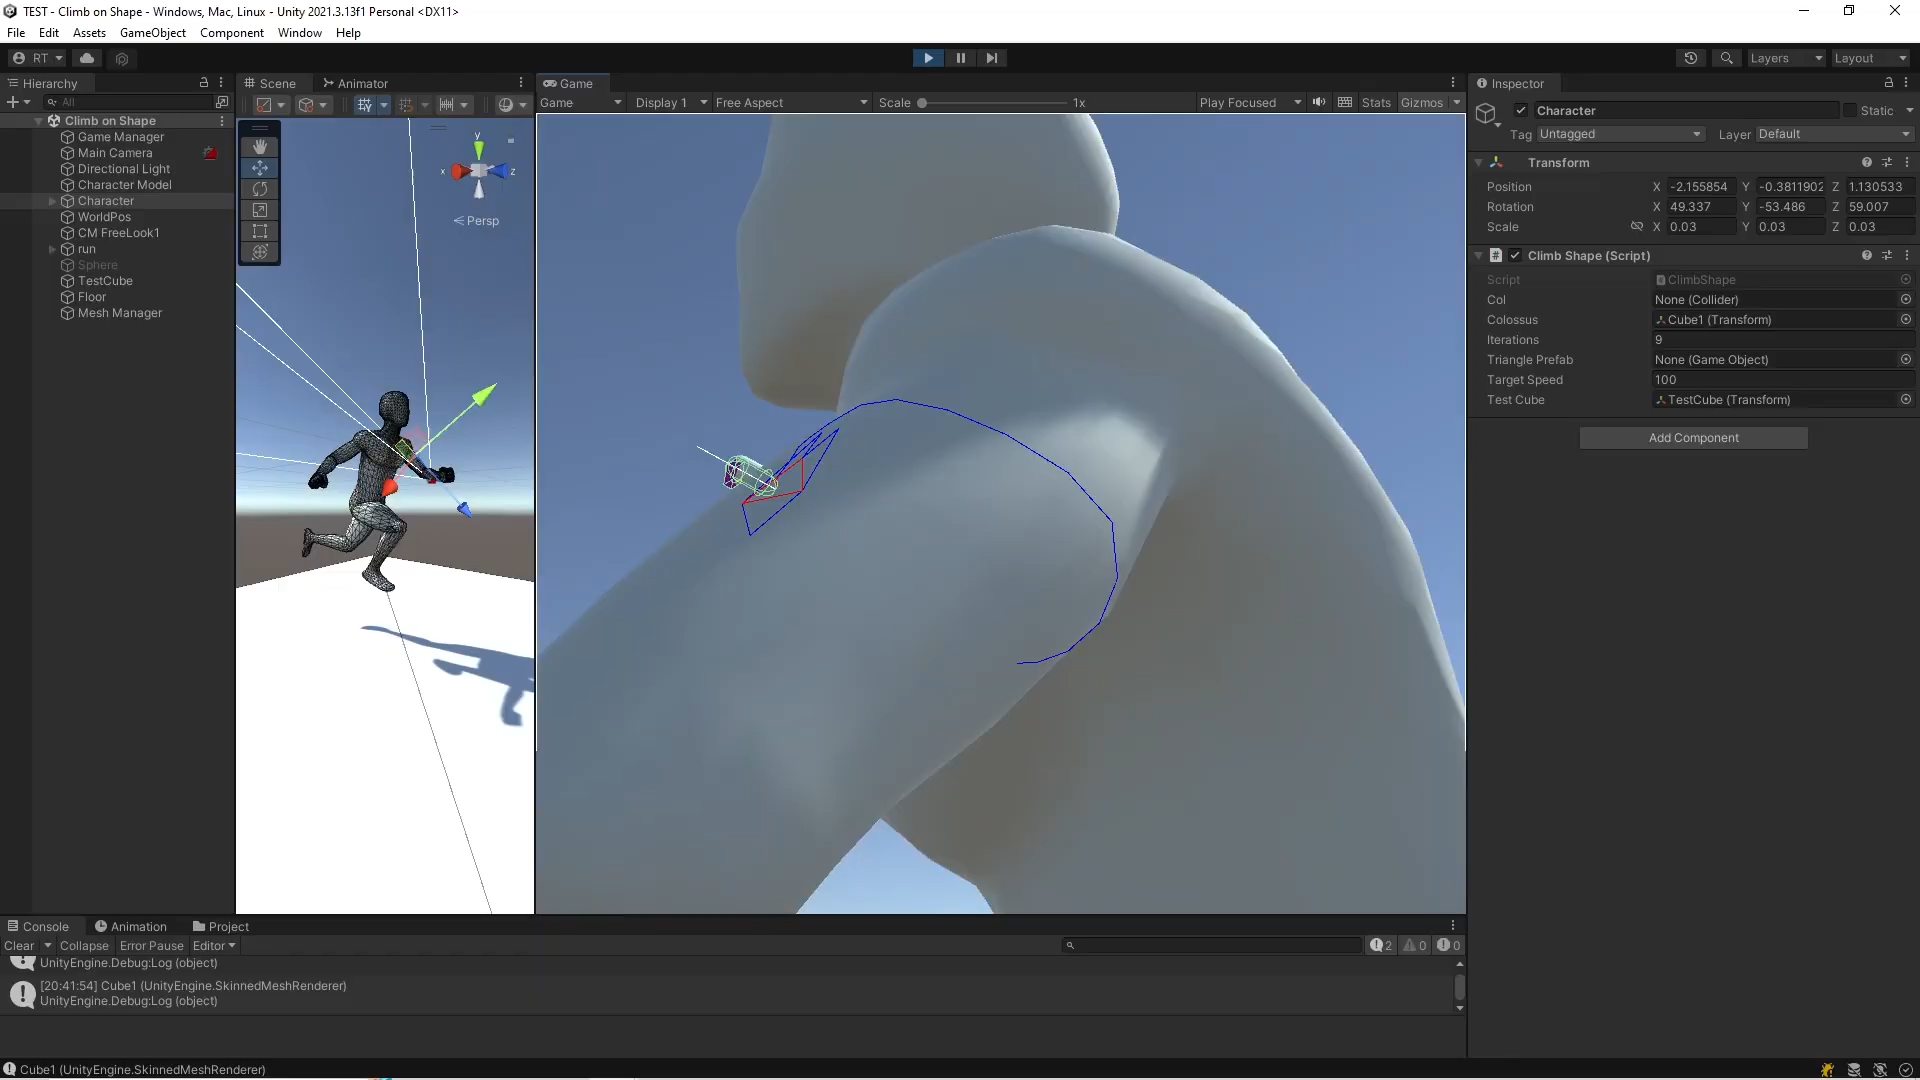 TEST - Climb on Shape - Windows, Mac, Linux - Unity 2021.3.13f1 Personal <DX11>
File Edit Assets GameObject Component Window Help
RT Layers Layout
Hierarchy
All
Climb on Shape
Game Manager
Main Camera
Directional Light
Character Model
Character
WorldPos
CM FreeLook1
run
Sphere
TestCube
Floor
Mesh Manager
Scene Animator
y
x z
Persp
Game
Game Display 1 Free Aspect Scale 1x Play Focused Stats Gizmos
Inspector
Character Static
Tag Untagged Layer Default
Transform
Position X -2.155854 Y -0.3811902 Z 1.130533
Rotation X 49.337 Y -53.486 Z 59.007
Scale X 0.03 Y 0.03 Z 0.03
# Climb Shape (Script)
Script ClimbShape
Col None (Collider)
Colossus Cube1 (Transform)
Iterations 9
Triangle Prefab None (Game Object)
Target Speed 100
Test Cube TestCube (Transform)
Add Component
Console Animation Project
Clear Collapse Error Pause Editor 2 0 0
UnityEngine.Debug:Log (object)
[20:41:54] Cube1 (UnityEngine.SkinnedMeshRenderer)
UnityEngine.Debug:Log (object)
Cube1 (UnityEngine.SkinnedMeshRenderer)